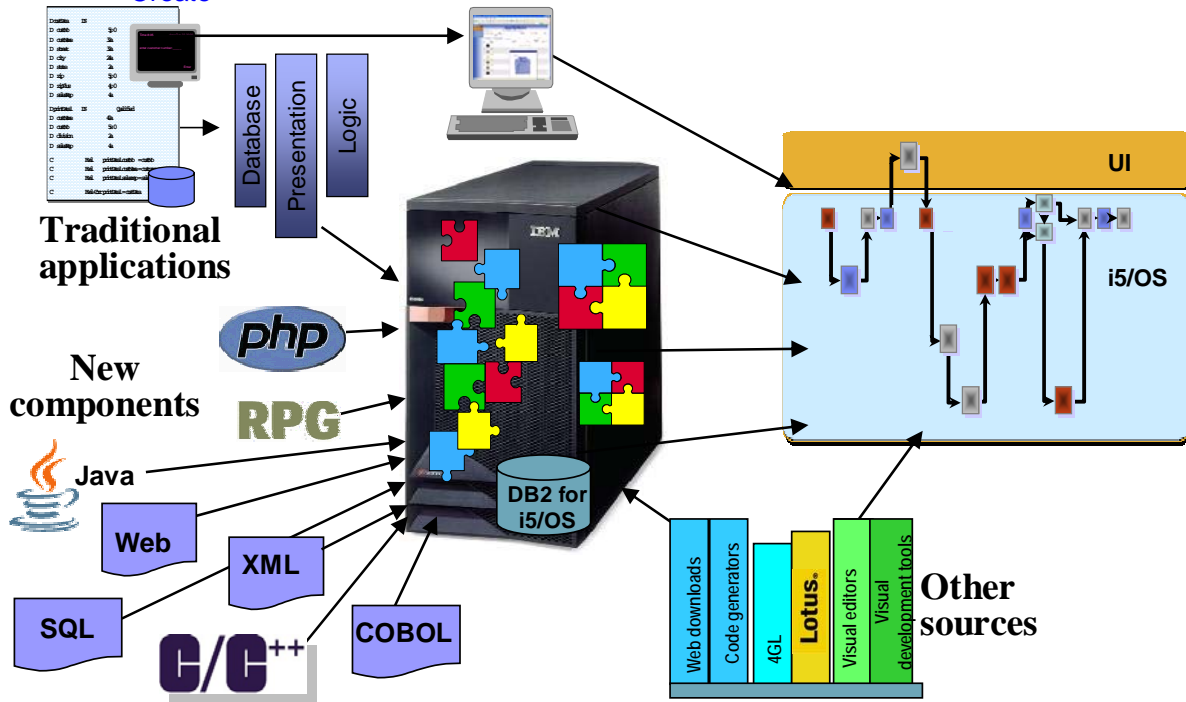 Database
Presentation
Logic
Traditional
applications
UI
i5/OS
IBM
php
New
components
RPG
Java
Web
XML
SQL
C/C++
COBOL
DB2 for
i5/OS
Web downloads
Code generators
4GL
Lotus®
Visual editors
Visual
development tools
Other
sources